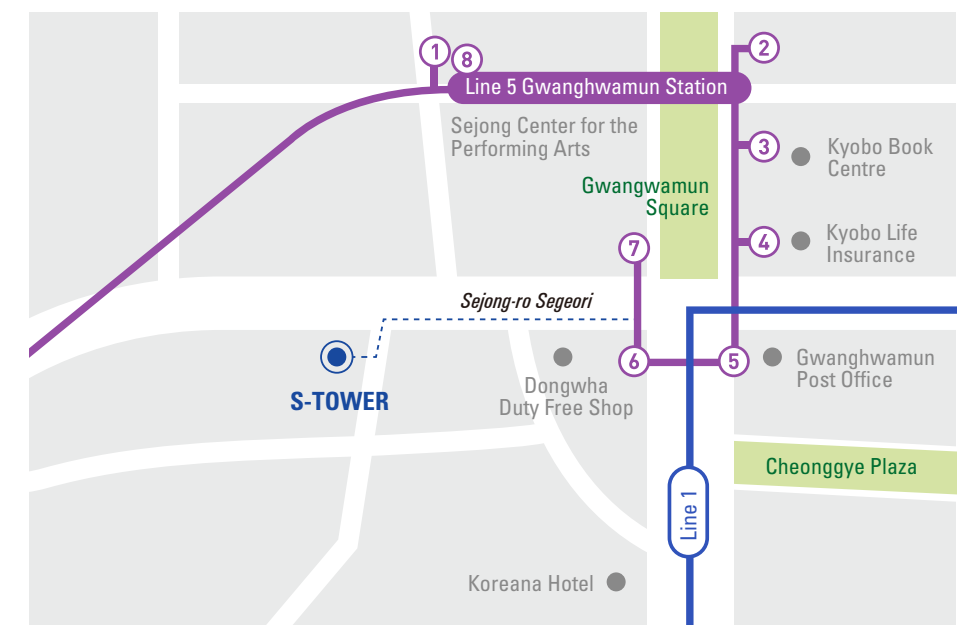 1
8
2
Line 5 Gwanghwamun Station
Sejong Center for the
Performing Arts
3
Kyobo Book
Centre
Gwangwamun
Square
7
4
Kyobo Life
Insurance
Sejong-ro Segeori
S-TOWER
Dongwha
Duty Free Shop
6
5
Gwanghwamun
Post Office
Cheonggye Plaza
Line 1
Koreana Hotel